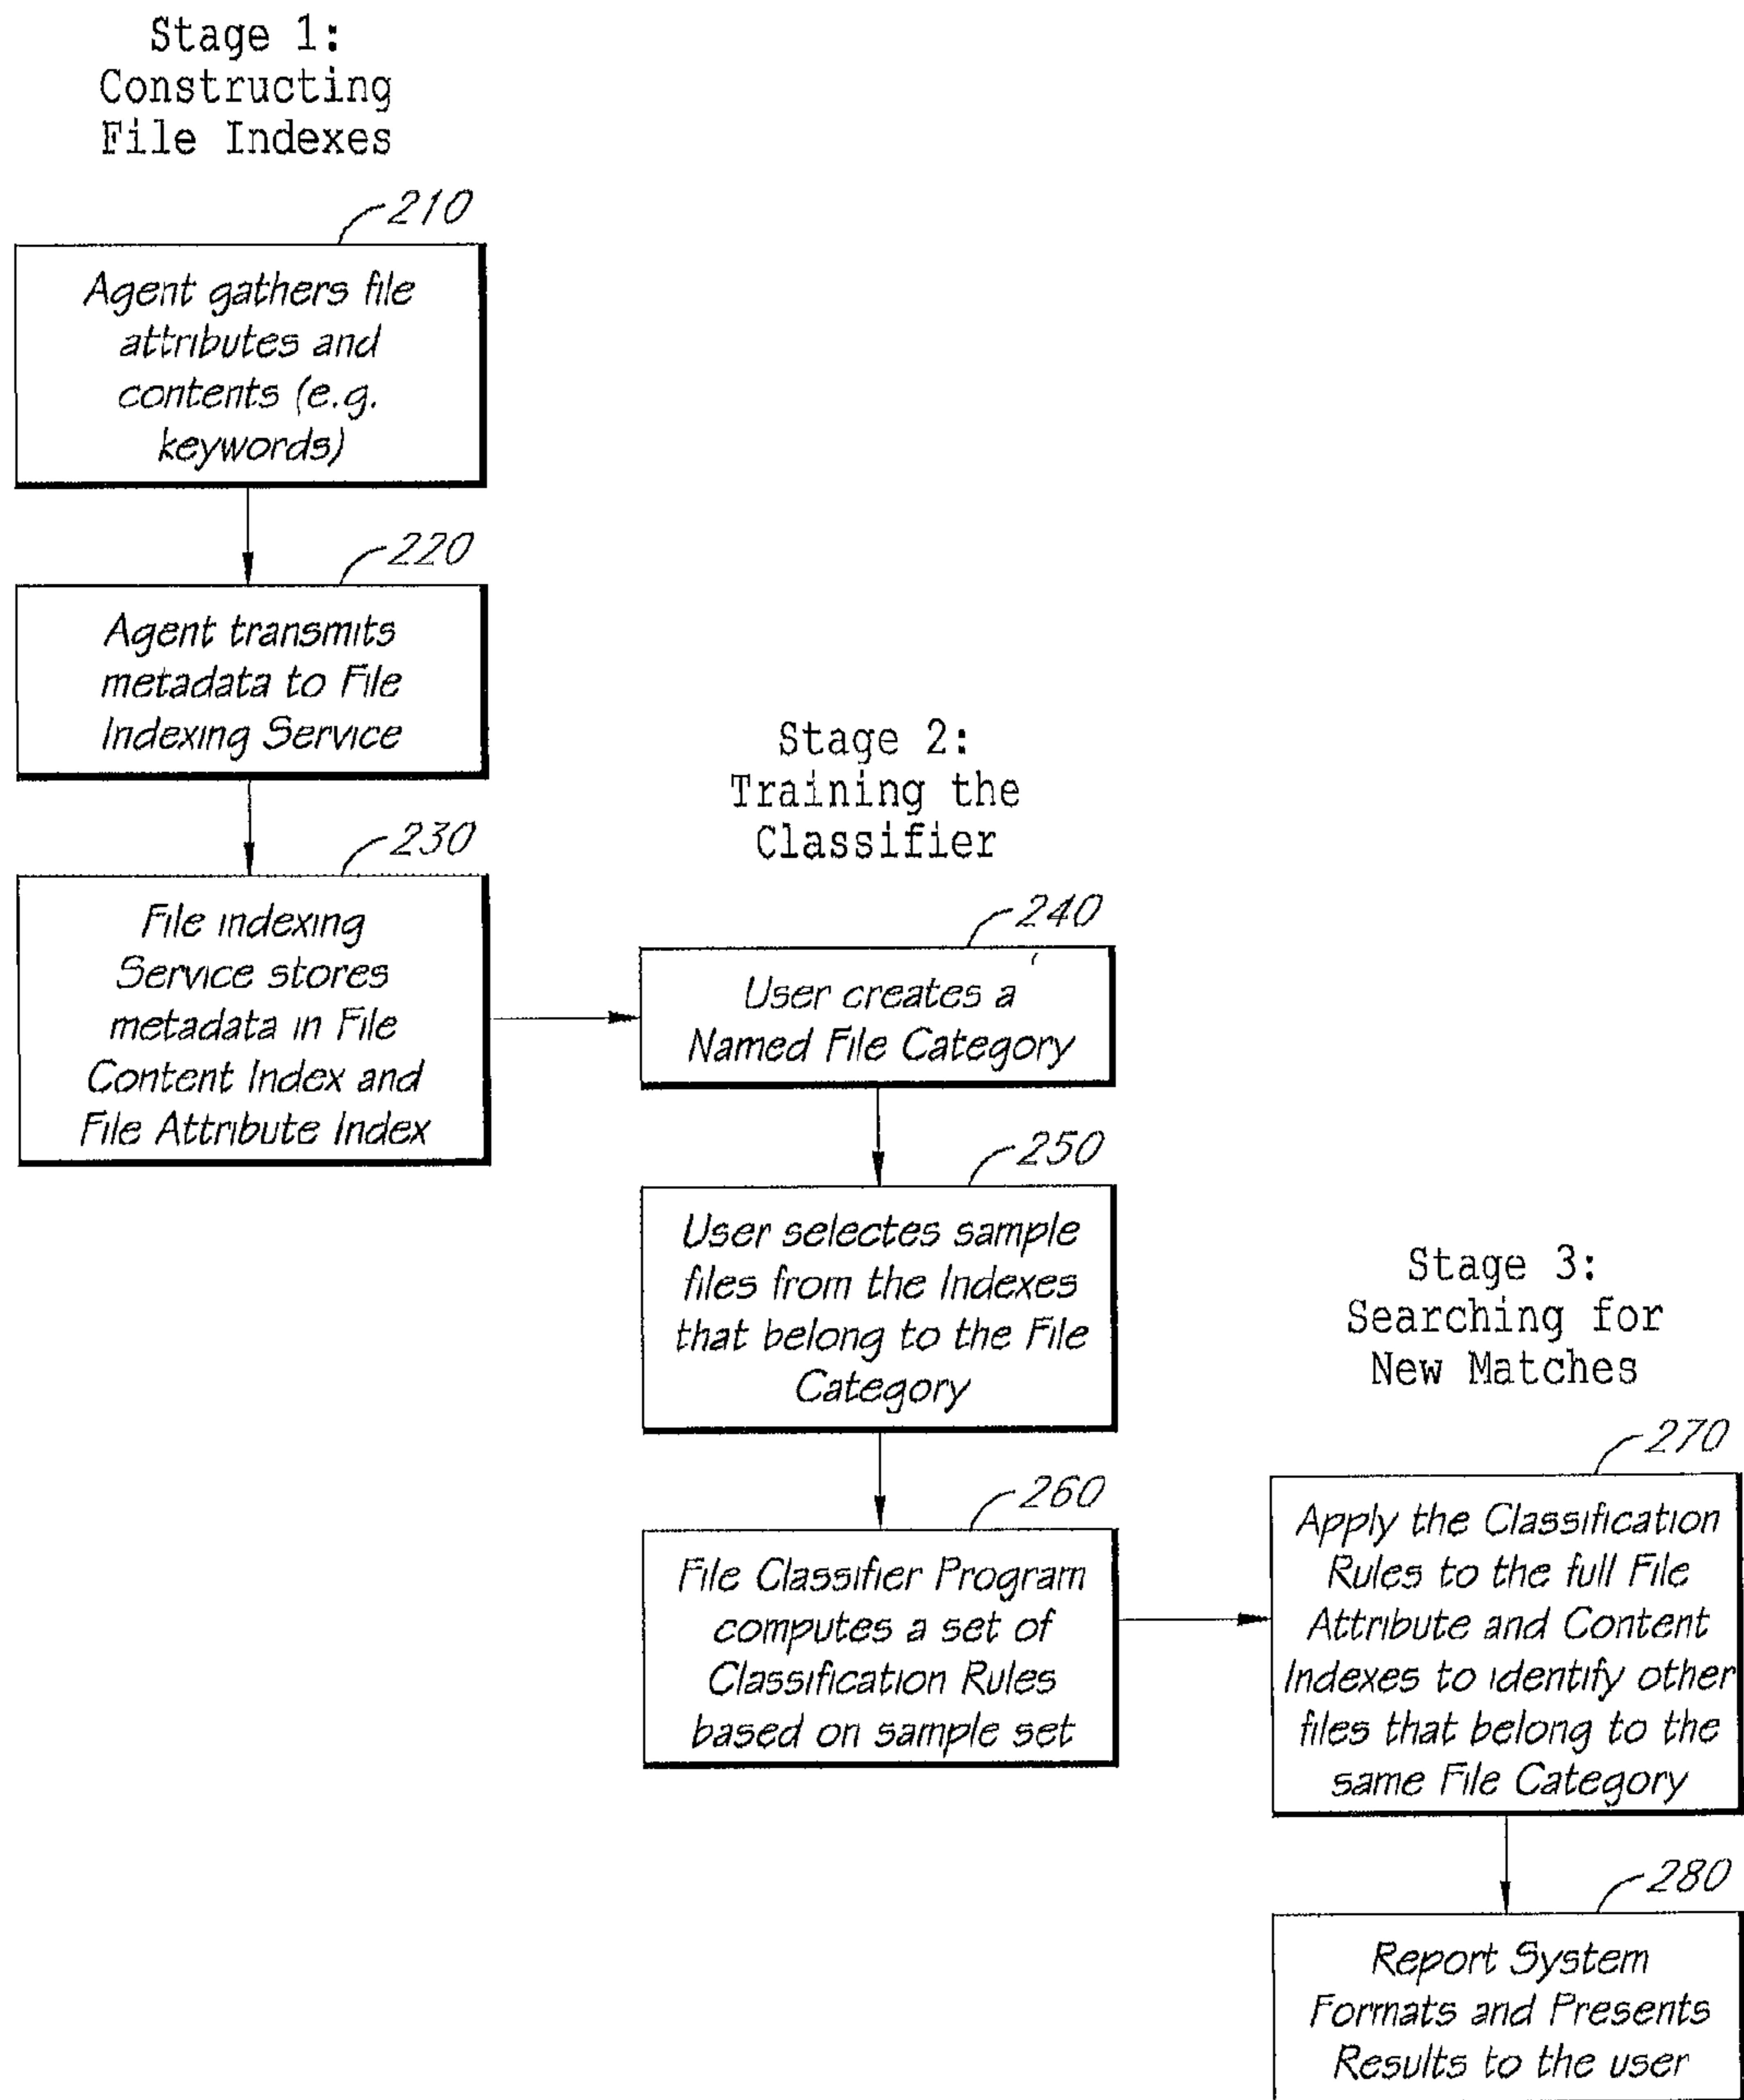 Stage 1:
Constructing
File Indexes
210
Agent gathers file
attributes and
contents (e.g.
keywords)
220
Agent transmits
metadata to File
Indexing Service
230
File indexing
Service stores
metadata in File
Content Index and
File Attribute Index
Stage 2:
Training the
Classifier
240
User creates a
Named File Category
250
User selectes sample
files from the Indexes
that belong to the File
Category
260
File Classifier Program
computes a set of
Classification Rules
based on sample set
Stage 3:
Searching for
New Matches
270
Apply the Classification
Rules to the full File
Attribute and Content
Indexes to identify other
files that belong to the
same File Category
280
Report System
Formats and Presents
Results to the user